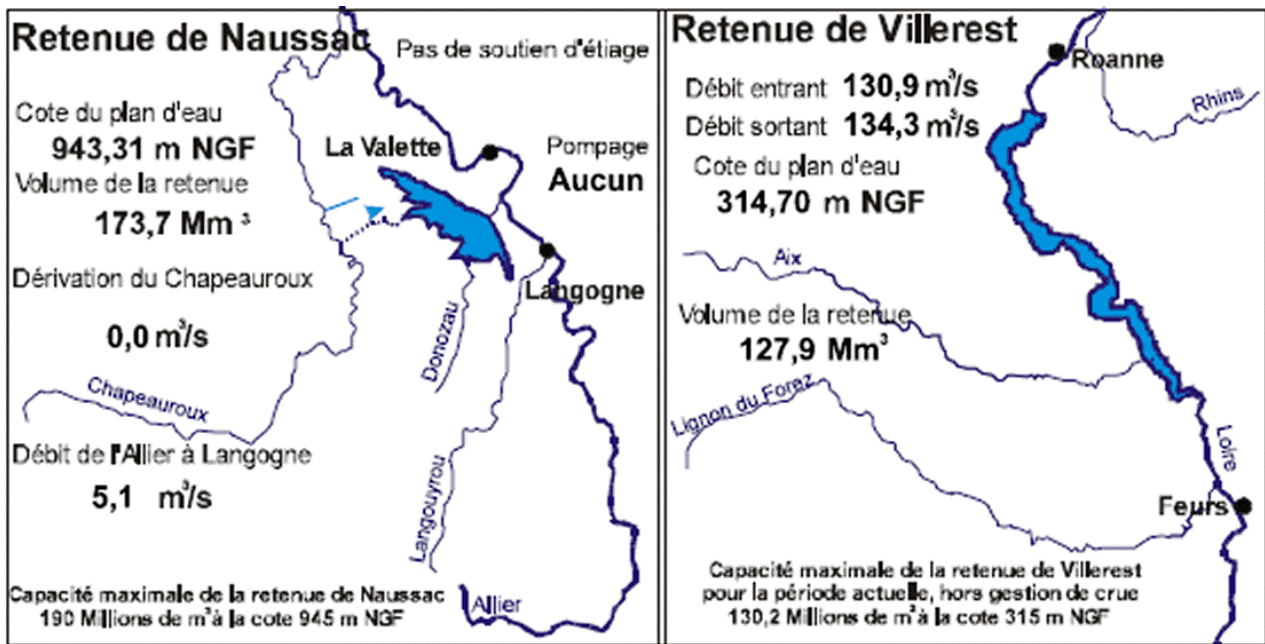 Retenue de Naussac
Pas de soutien d'étiage
Cote du plan d'eau
943,31 m NGF
La Valette
Pompage
Aucun
Volume de la retenue
173,7 Mm³
Dérivation du Chapeauroux
0,0 m³/s
Langogne
Donozau
Chapeauroux
Débit de l'Allier à Langogne
5,1 m³/s
Langouyrou
Allier
Capacité maximale de la retenue de Naussac
190 Millions de m³ à la cote 945 m NGF
Retenue de Villerest
Roanne
Débit entrant 130,9 m³/s
Débit sortant 134,3 m³/s
Rhins
Cote du plan d'eau
314,70 m NGF
Aix
Volume de la retenue
127,9 Mm³
Lignon du Forez
Loire
Feurs
Capacité maximale de la retenue de Villerest
pour la période actuelle, hors gestion de crue
130,2 Millions de m³ à la cote 315 m NGF